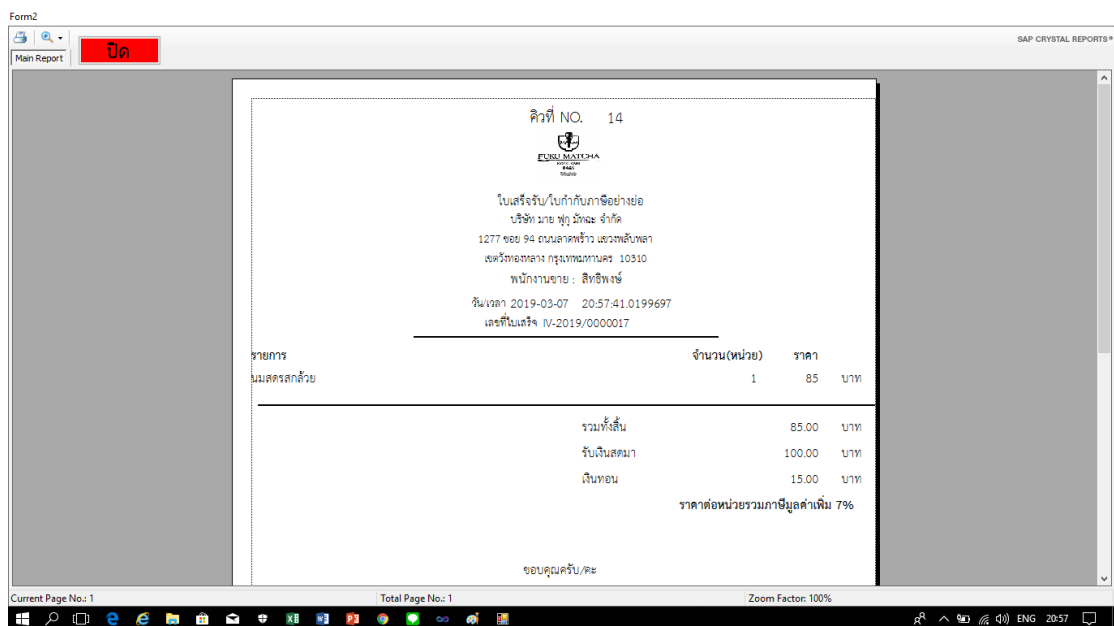 Form2
SAP CRYSTAL REPORTS®
Main Report
ปิด
คิวที่ NO. 14
FUKU MATCHA
ใบเสร็จรับ/ใบกำกับภาษีอย่างย่อ
บริษัท มาย ฟุกุ มัทฉะ จำกัด
1277 ซอย 94 ถนนลาดพร้าว แขวงพลับพลา
เขตวังทองหลาง กรุงเทพมหานคร 10310
พนักงานขาย : สิทธิพงษ์
วัน/เวลา 2019-03-07 20:57:41.0199697
เลขที่ใบเสร็จ IV-2019/0000017
รายการ จำนวน(หน่วย) ราคา
นมสดรสกล้วย 1 85 บาท
รวมทั้งสิ้น 85.00 บาท
รับเงินสดมา 100.00 บาท
เงินทอน 15.00 บาท
ราคาต่อหน่วยรวมภาษีมูลค่าเพิ่ม 7%
ขอบคุณครับ/คะ
Current Page No.: 1 Total Page No.: 1 Zoom Factor: 100%
ENG 20:57